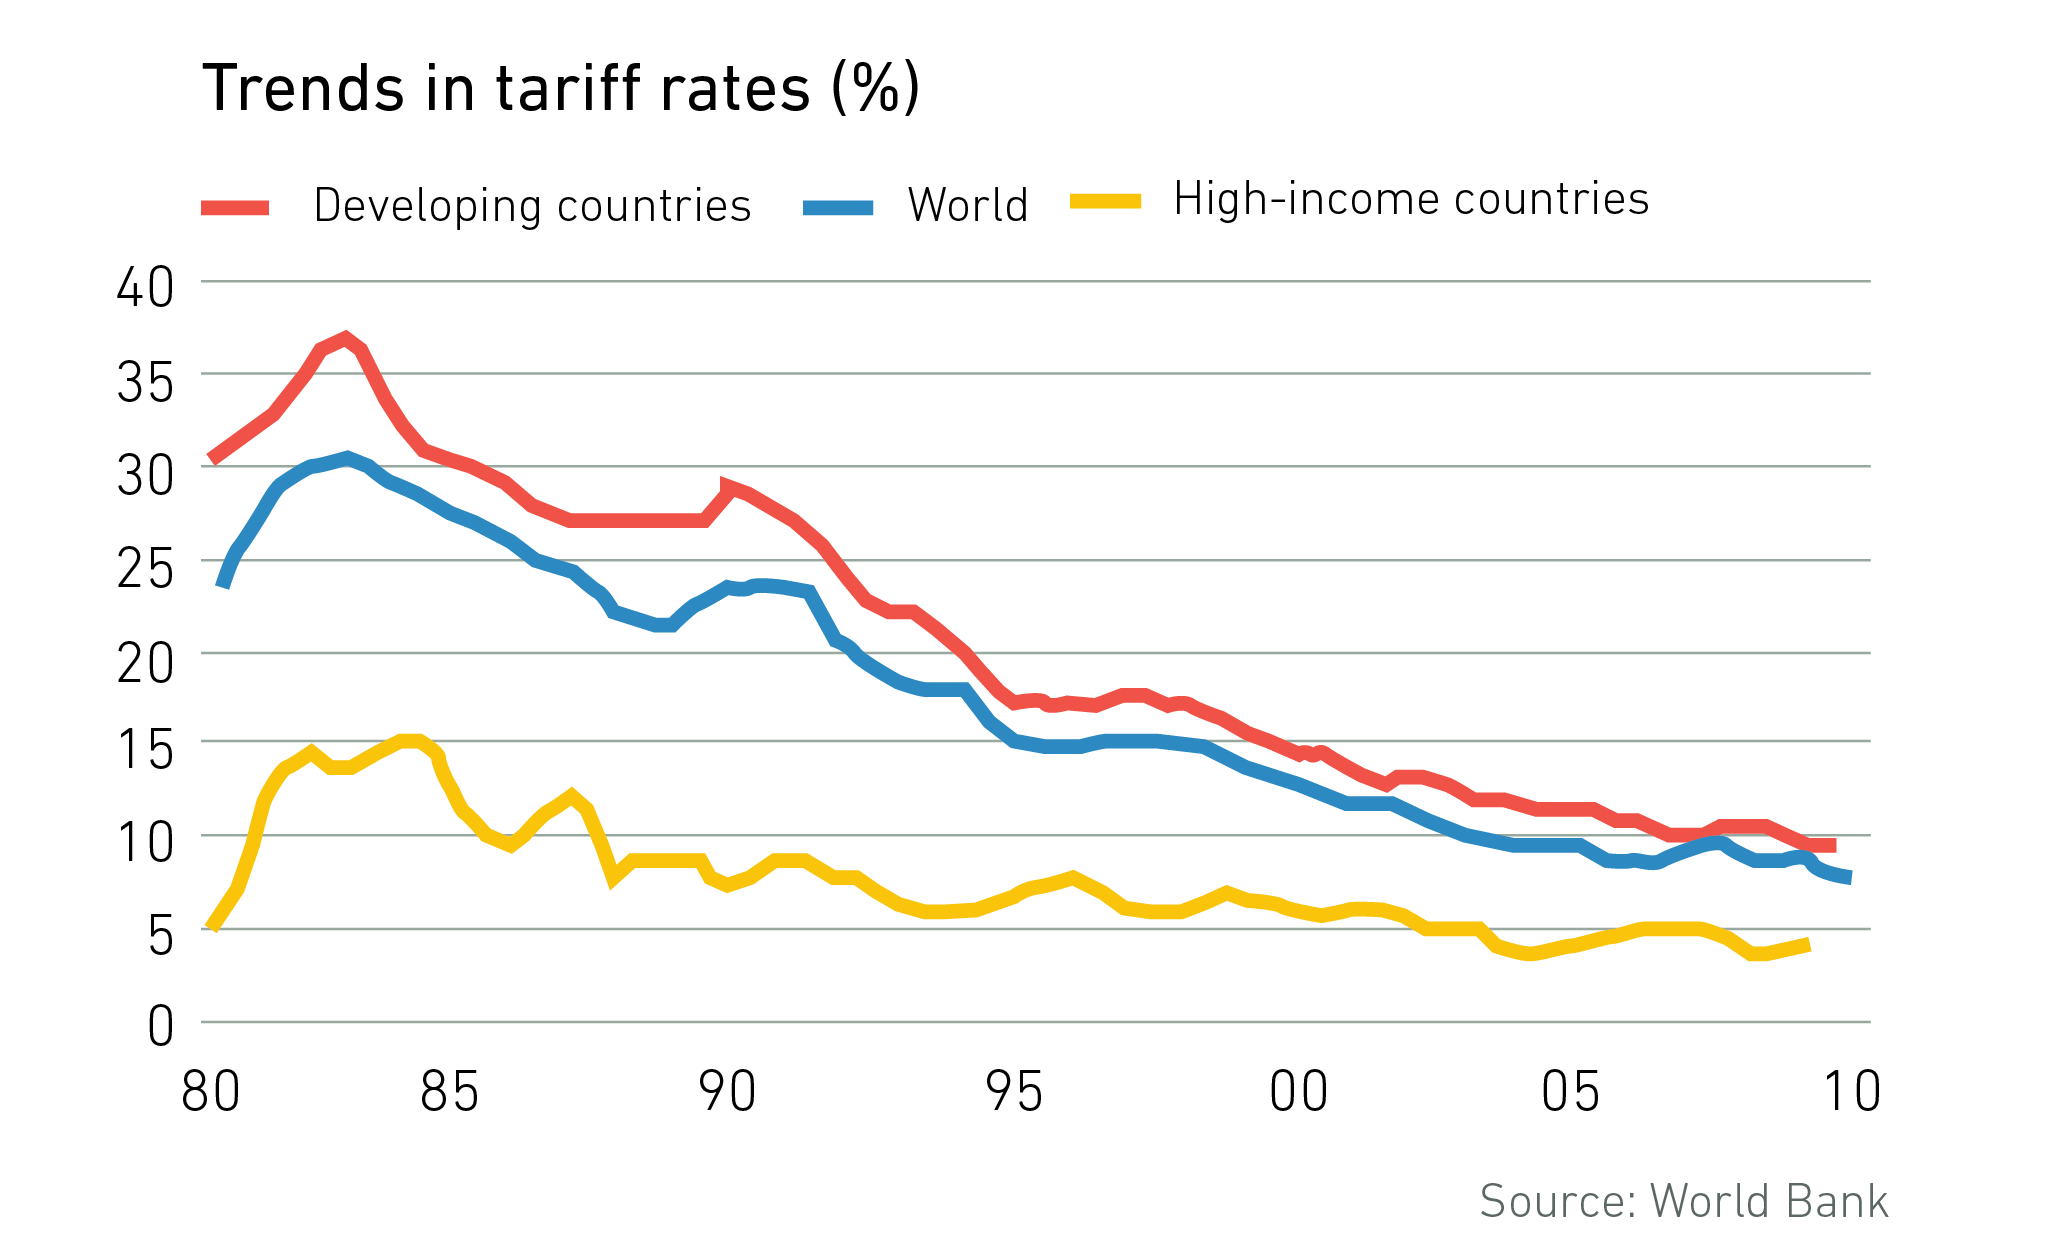 Trends in tariff rates (%)
Developing countries World High-income countries
40
35
30
25
20
15
10
5
0
80 85 90 95 00 05 10
Source: World Bank